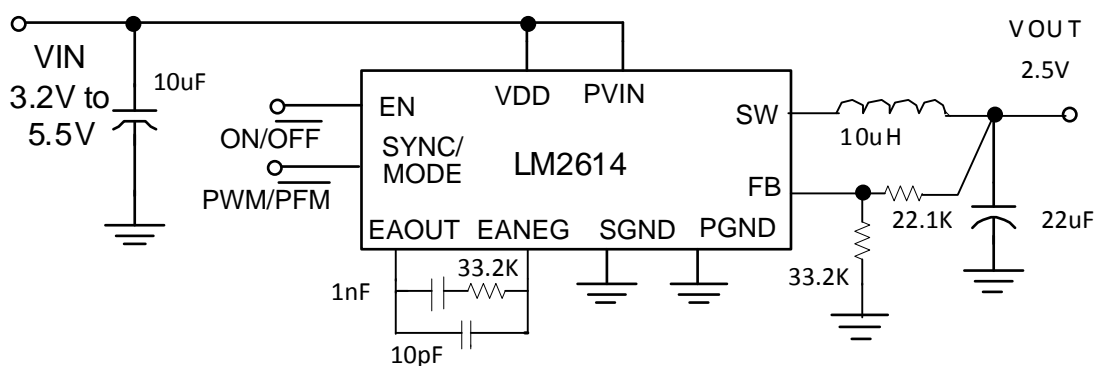 VIN
3.2V to
5.5V
10uF
EN
ON/OFF
SYNC/
MODE
PWM/PFM
VDD
PVIN
LM2614
SW
FB
EAOUT
EANEG
SGND
PGND
1nF
33.2K
10pF
10uH
22.1K
33.2K
22uF
VOUT
2.5V